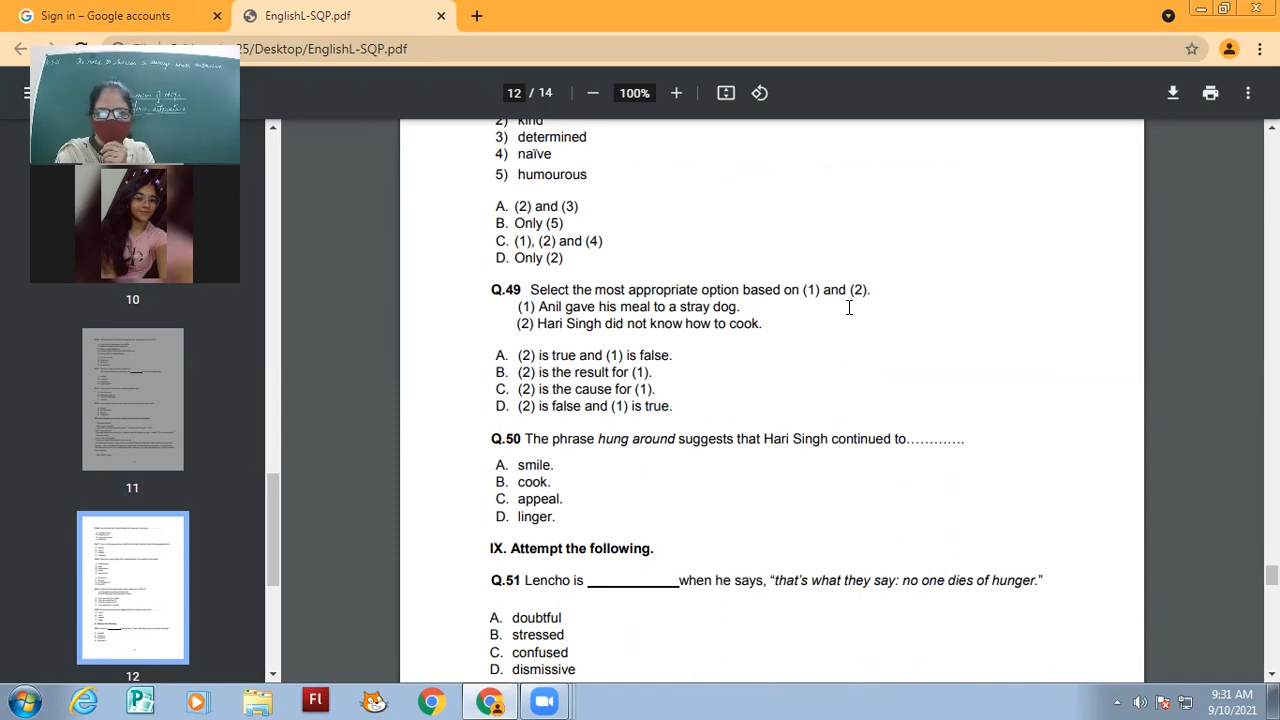 Sign in – Google accounts
EnglishL-SQP.pdf
25/Desktop/EnglishL-SQP.pdf
12 / 14
100%
10
11
12
2) kind
3) determined
4) naïve
5) humourous
A. (2) and (3)
B. Only (5)
C. (1), (2) and (4)
D. Only (2)
Q.49 Select the most appropriate option based on (1) and (2).
(1) Anil gave his meal to a stray dog.
(2) Hari Singh did not know how to cook.
A. (2) is true and (1) is false.
B. (2) is the result for (1).
C. (2) is the cause for (1).
D. (2) is false and (1) is true.
Q.50 The phrase hung around suggests that Hari Singh continued to………….
A. smile.
B. cook.
C. appeal.
D. linger.
IX. Attempt the following.
Q.51 Lencho is ____________when he says, “that’s what they say: no one dies of hunger.”
A. doubtful
B. stressed
C. confused
D. dismissive
Fl
9:31 AM
9/10/2021